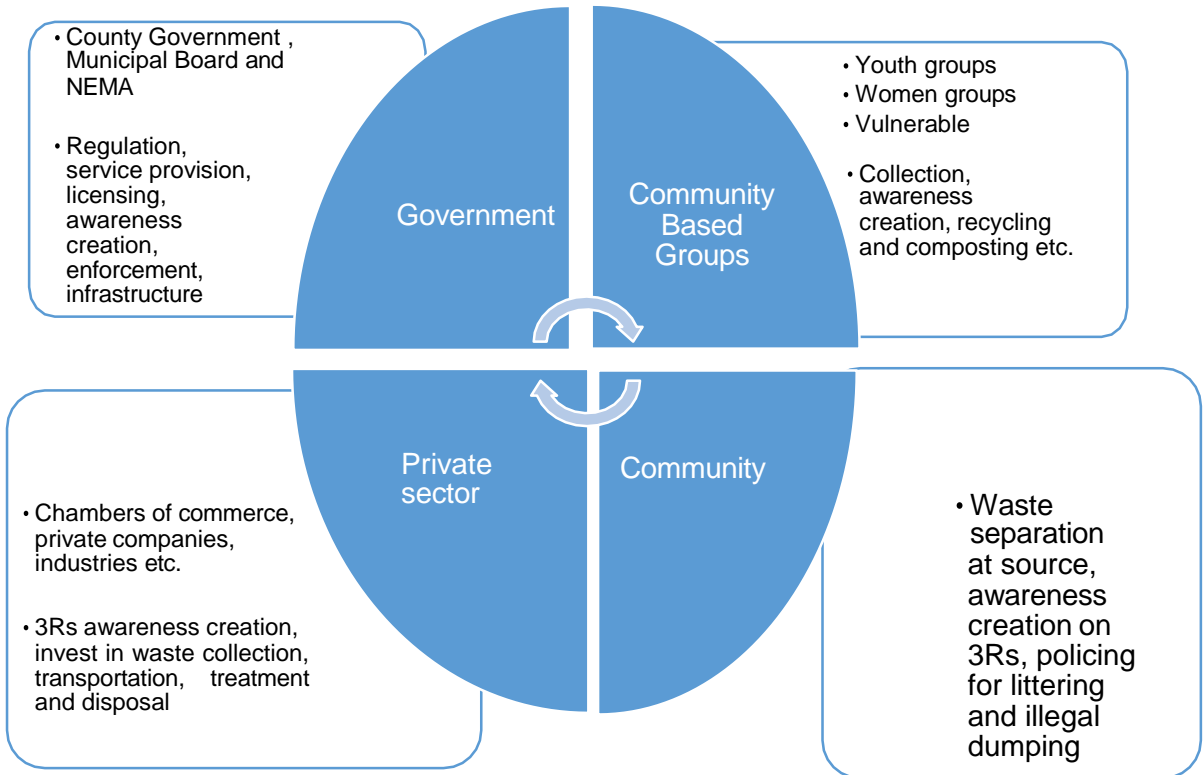 • County Government ,
Municipal Board and
NEMA
• Regulation,
service provision,
licensing,
awareness
creation,
enforcement,
infrastructure
Government
• Youth groups
• Women groups
• Vulnerable
• Collection,
awareness
creation, recycling
and composting etc.
Community
Based
Groups
• Chambers of commerce,
private companies,
industries etc.
• 3Rs awareness creation,
invest in waste collection,
transportation, treatment
and disposal
Private
sector
Community
• Waste
separation
at source,
awareness
creation on
3Rs, policing
for littering
and illegal
dumping